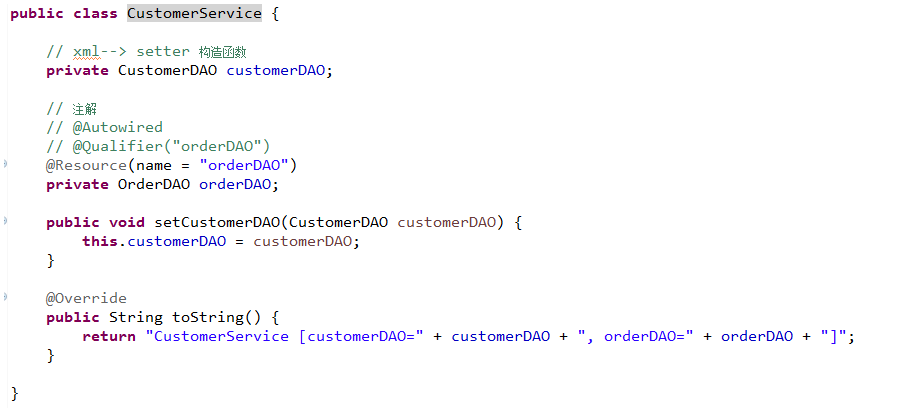 public class CustomerService {
// xml--> setter 构造函数
private CustomerDAO customerDAO;
// 注解
// @Autowired
// @Qualifier("orderDAO")
@Resource(name = "orderDAO")
private OrderDAO orderDAO;
public void setCustomerDAO(CustomerDAO customerDAO) {
this.customerDAO = customerDAO;
}
@Override
public String toString() {
return "CustomerService [customerDAO=" + customerDAO + ", orderDAO=" + orderDAO + "]";
}
}